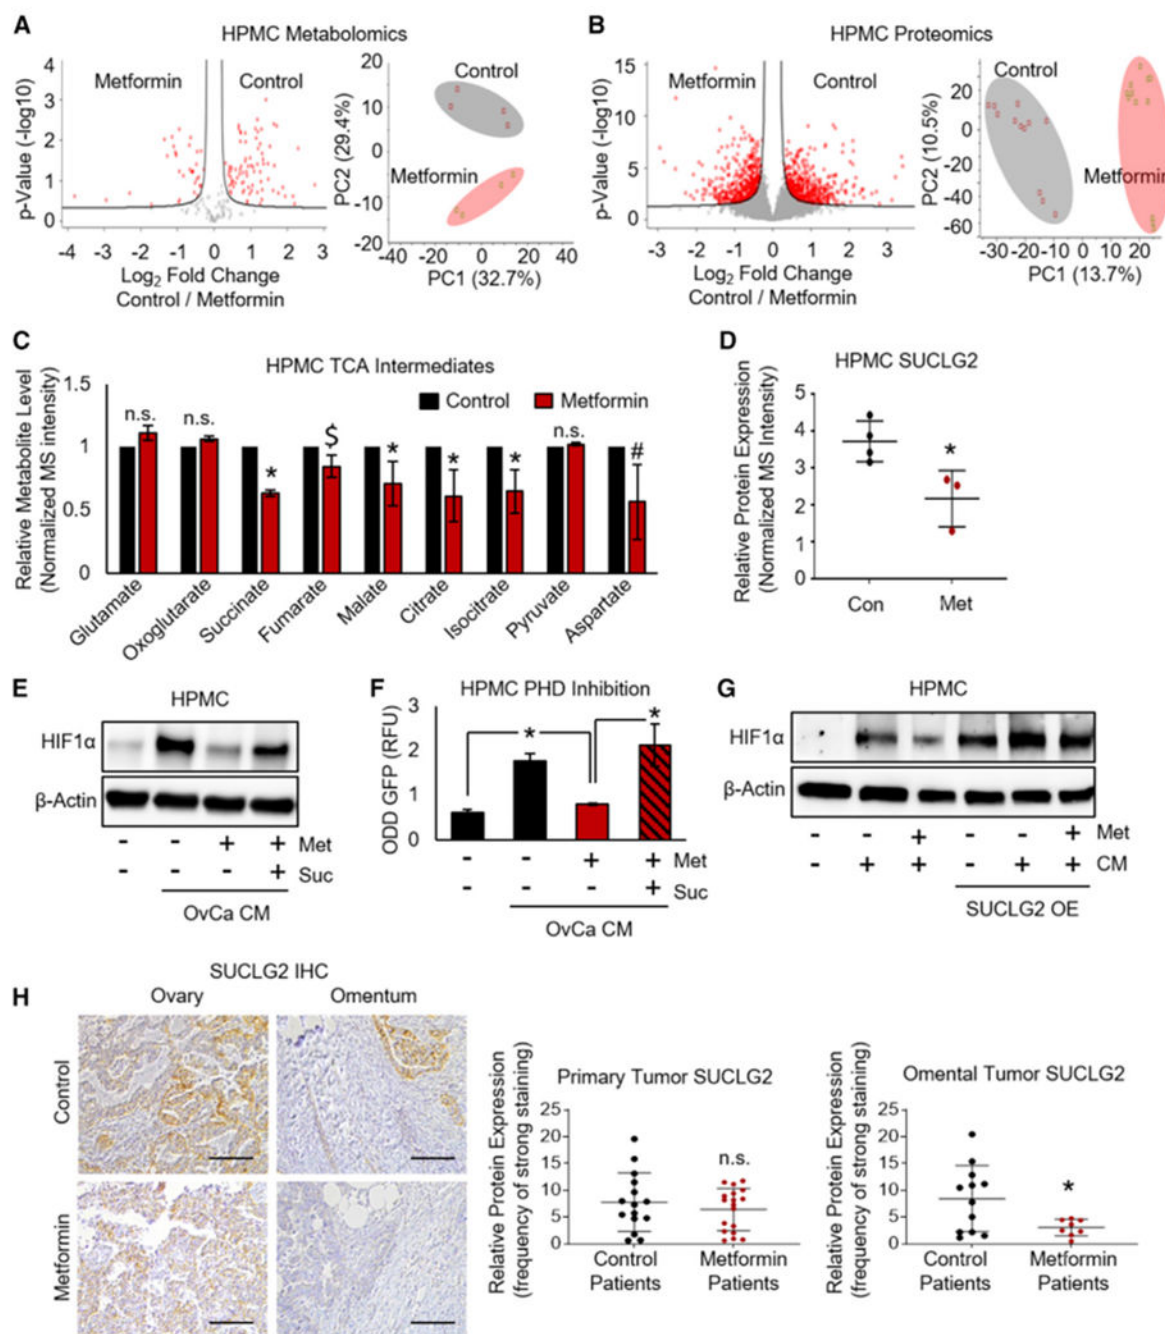 A
HPMC Metabolomics
Metformin
Control
p-Value (-log10)
4
3
2
1
0
-4 -3 -2 -1 0 1 2 3
Log2 Fold Change
Control / Metformin
Control
Metformin
PC2 (29.4%)
20
10
0
-10
-20
-40 -20 0 20 40
PC1 (32.7%)
B
HPMC Proteomics
Metformin
Control
p-Value (-log10)
15
10
5
0
-3 -2 -1 0 1 2 3
Log2 Fold Change
Control / Metformin
Control
Metformin
PC2 (10.5%)
20
0
-20
-40
-60
-30 -20 -10 0 10 20
PC1 (13.7%)
C
HPMC TCA Intermediates
Control
Metformin
Relative Metabolite Level
(Normalized MS intensity)
1.5
1
0.5
0
n.s. n.s. * $ * * * n.s. #
Glutamate
Oxoglutarate
Succinate
Fumarate
Malate
Citrate
Isocitrate
Pyruvate
Aspartate
D
HPMC SUCLG2
Relative Protein Expression
(Normalized MS Intensity)
5
4
3
2
1
0
*
Con Met
E
HPMC
HIF1α
β-Actin
- - + + Met
- - - + Suc
OvCa CM
F
HPMC PHD Inhibition
ODD GFP (RFU)
3
2
1
0
* *
- - + + Met
- - - + Suc
OvCa CM
G
HPMC
HIF1α
β-Actin
- - + - - + Met
- + + - + + CM
SUCLG2 OE
H
SUCLG2 IHC
Ovary Omentum
Control
Metformin
Primary Tumor SUCLG2
Relative Protein Expression
(frequency of strong staining)
25
20
15
10
5
0
n.s.
Control
Patients
Metformin
Patients
Omental Tumor SUCLG2
Relative Protein Expression
(frequency of strong staining)
25
20
15
10
5
0
*
Control
Patients
Metformin
Patients